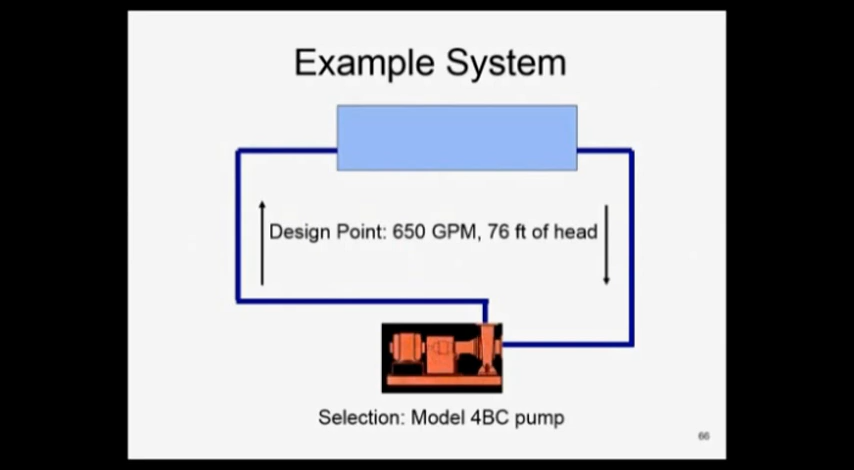 Example System
Design Point: 650 GPM, 76 ft of head
Selection: Model 4BC pump
66